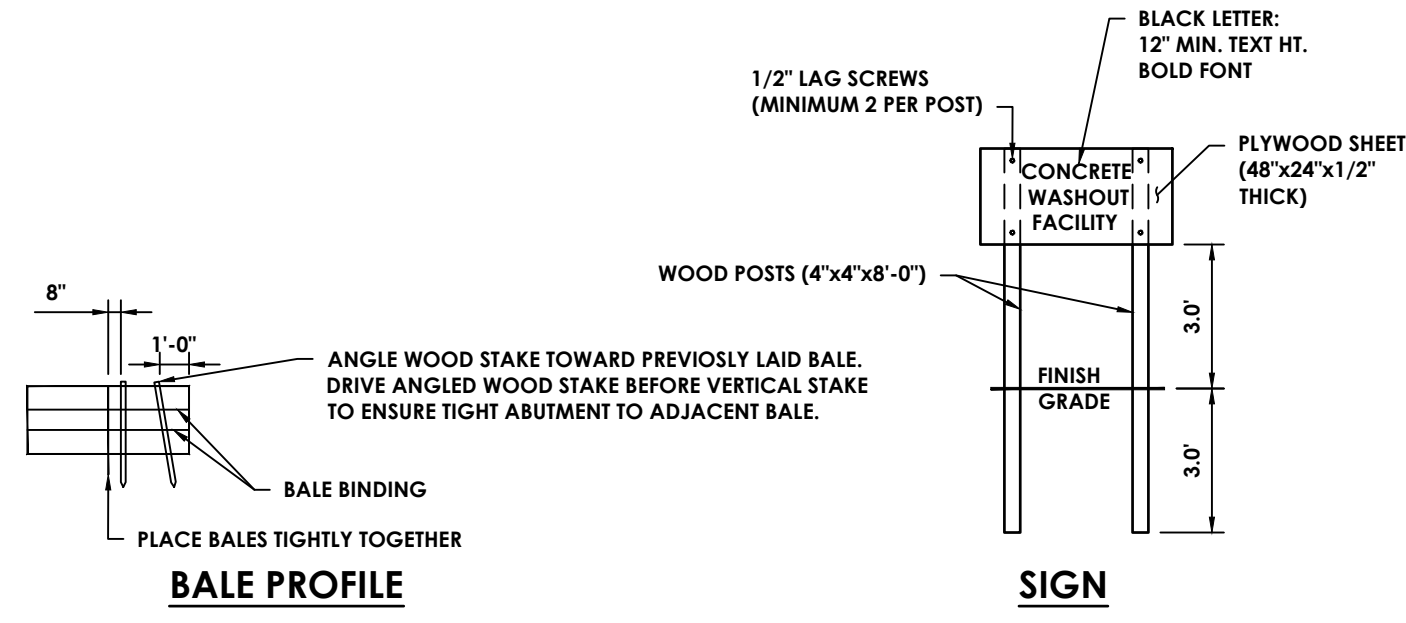 8"
1'-0"
ANGLE WOOD STAKE TOWARD PREVIOSLY LAID BALE.
DRIVE ANGLED WOOD STAKE BEFORE VERTICAL STAKE
TO ENSURE TIGHT ABUTMENT TO ADJACENT BALE.
BALE BINDING
PLACE BALES TIGHTLY TOGETHER
BALE PROFILE
BLACK LETTER:
12" MIN. TEXT HT.
BOLD FONT
1/2" LAG SCREWS
(MINIMUM 2 PER POST)
PLYWOOD SHEET
(48"x24"x1/2"
THICK)
CONCRETE
WASHOUT
FACILITY
WOOD POSTS (4"x4"x8'-0")
3.0'
FINISH
GRADE
3.0'
SIGN